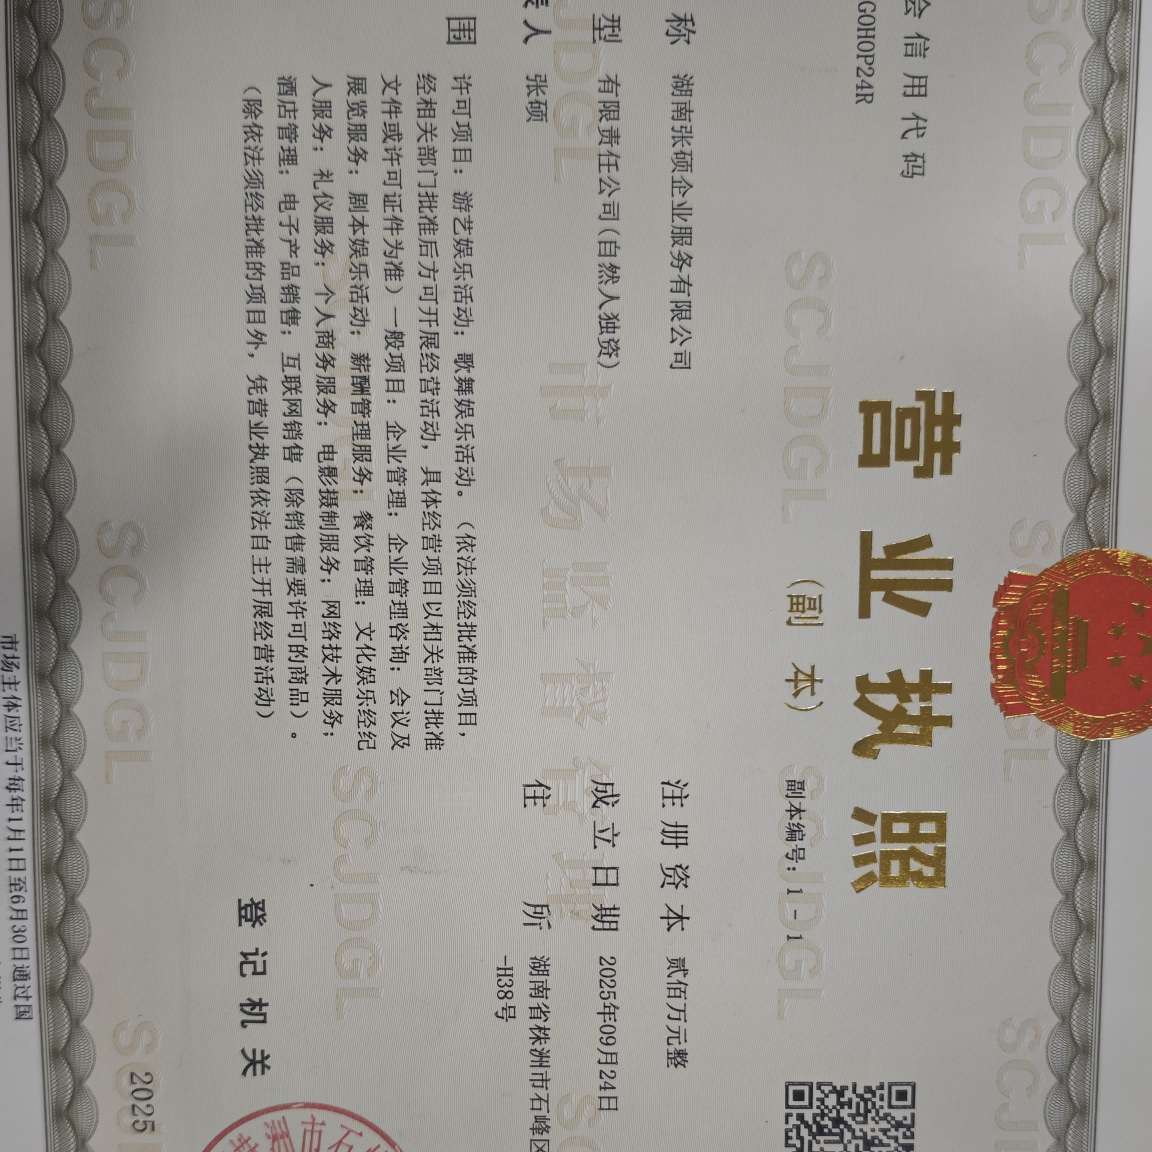 会信用代码
G0H0P24R
营业执照
(副 本)
副本编号：1-1
称 湖南张硕企业服务有限公司
型 有限责任公司(自然人独资)
人 张硕
围 许可项目：游艺娱乐活动；歌舞娱乐活动。（依法须经批准的项目，
经相关部门批准后方可开展经营活动，具体经营项目以相关部门批准
文件或许可证件为准）一般项目：企业管理；企业管理咨询；会议及
展览服务；剧本娱乐活动；薪酬管理服务；餐饮管理；文化娱乐经纪
人服务；礼仪服务；个人商务服务；电影摄制服务；网络技术服务；
酒店管理；电子产品销售；互联网销售（除销售需要许可的商品）。
（除依法须经批准的项目外，凭营业执照依法自主开展经营活动）
注册资本 贰佰万元整
成立日期 2025年09月24日
住所 湖南省株洲市石峰区
-H38号
登记机关
2025
市场主体应当于每年1月1日至6月30日通过国
市场监督管理
SCJDGL
SCJDGL
SCJDGL
SCJDGL
SCJDGL
SCJDGL
SCJDGL